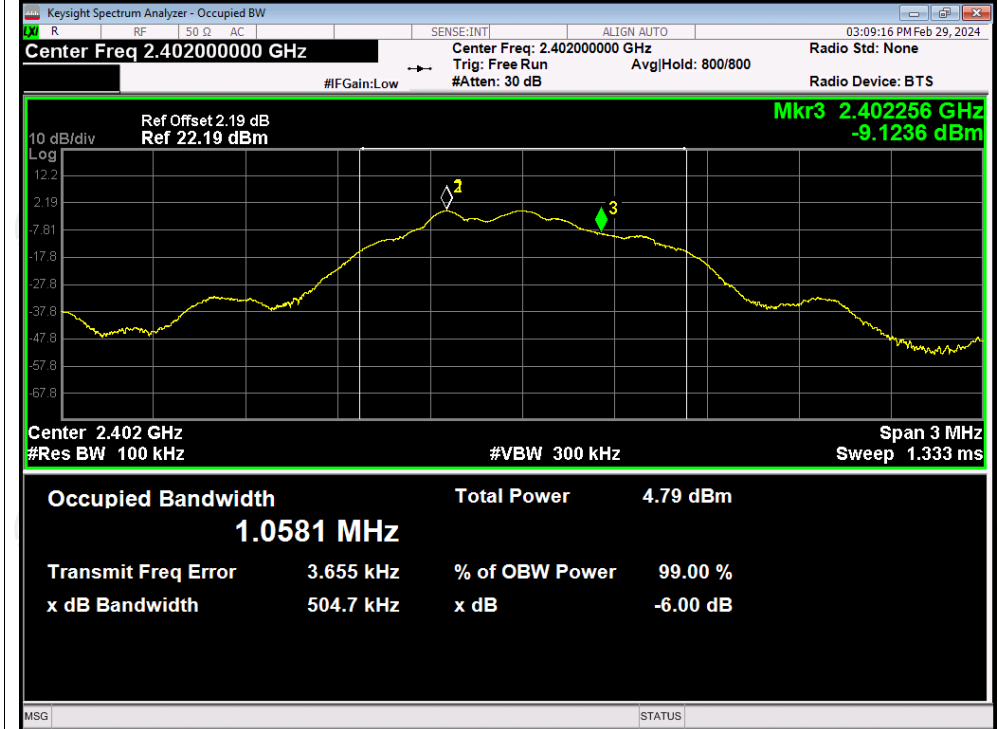 Keysight Spectrum Analyzer - Occupied BW
LXI R RF 50 Ω AC SENSE:INT ALIGN AUTO 03:09:16 PM Feb 29, 2024
Center Freq 2.402000000 GHz Center Freq: 2.402000000 GHz Radio Std: None
Trig: Free Run Avg|Hold: 800/800
#IFGain:Low #Atten: 30 dB Radio Device: BTS
Mkr3 2.402256 GHz
Ref Offset 2.19 dB
10 dB/div Ref 22.19 dBm -9.1236 dBm
Log
12.2
2.19
-7.81
-17.8
-27.8
-37.8
-47.8
-57.8
-67.8
3
Center 2.402 GHz Span 3 MHz
#Res BW 100 kHz #VBW 300 kHz Sweep 1.333 ms
Occupied Bandwidth Total Power 4.79 dBm
1.0581 MHz
Transmit Freq Error 3.655 kHz % of OBW Power 99.00 %
x dB Bandwidth 504.7 kHz x dB -6.00 dB
MSG STATUS